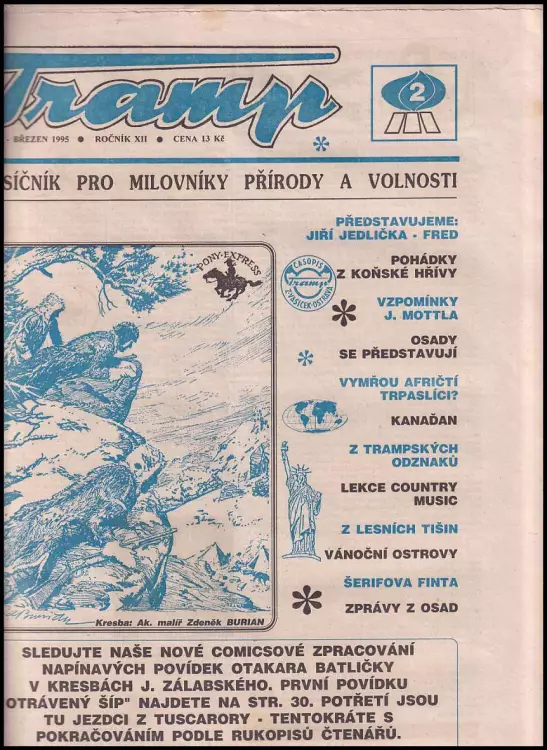 Tramp
2
- BŘEZEN 1995 ● ROČNÍK XII ● CENA 13 Kč
SÍČNÍK PRO MILOVNÍKY PŘÍRODY A VOLNOSTI
PŘEDSTAVUJEME:
JIŘÍ JEDLIČKA - FRED
PONY-EXPRESS
ČASOPIS
Tramp
Z-VAŠÍČEK-OSTRAVA
POHÁDKY
Z KOŇSKÉ HŘÍVY
VZPOMÍNKY
J. MOTTLA
OSADY
SE PŘEDSTAVUJÍ
VYMŘOU AFRIČTÍ
TRPASLÍCI?
KANAĎAN
Z TRAMPSKÝCH
ODZNAKŮ
LEKCE COUNTRY
MUSIC
Z LESNÍCH TIŠIN
VÁNOČNÍ OSTROVY
ŠERIFOVA FINTA
ZPRÁVY Z OSAD
Kresba: Ak. malíř Zdeněk BURIAN
SLEDUJTE NAŠE NOVÉ COMICSOVÉ ZPRACOVÁNÍ
NAPÍNAVÝCH POVÍDEK OTAKARA BATLIČKY
V KRESBÁCH J. ZÁLABSKÉHO. PRVNÍ POVÍDKU
OTRÁVENÝ ŠÍP" NAJDETE NA STR. 30. POTŘETÍ JSOU
TU JEZDCI Z TUSCARORY - TENTOKRÁTE S
POKRAČOVÁNÍM PODLE RUKOPISŮ ČTENÁŘŮ.